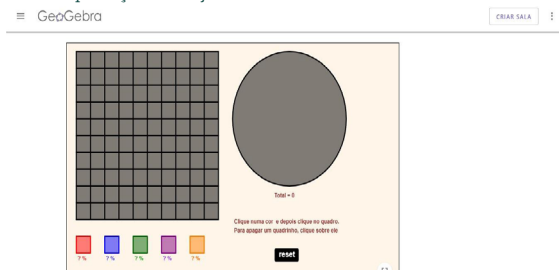 GeoGebra
CRIAR SALA
Total = 0
Clique numa cor e depois clique no quadro.
Para apagar um quadrinho, clique sobre ele
reset
? %
? %
? %
? %
? %